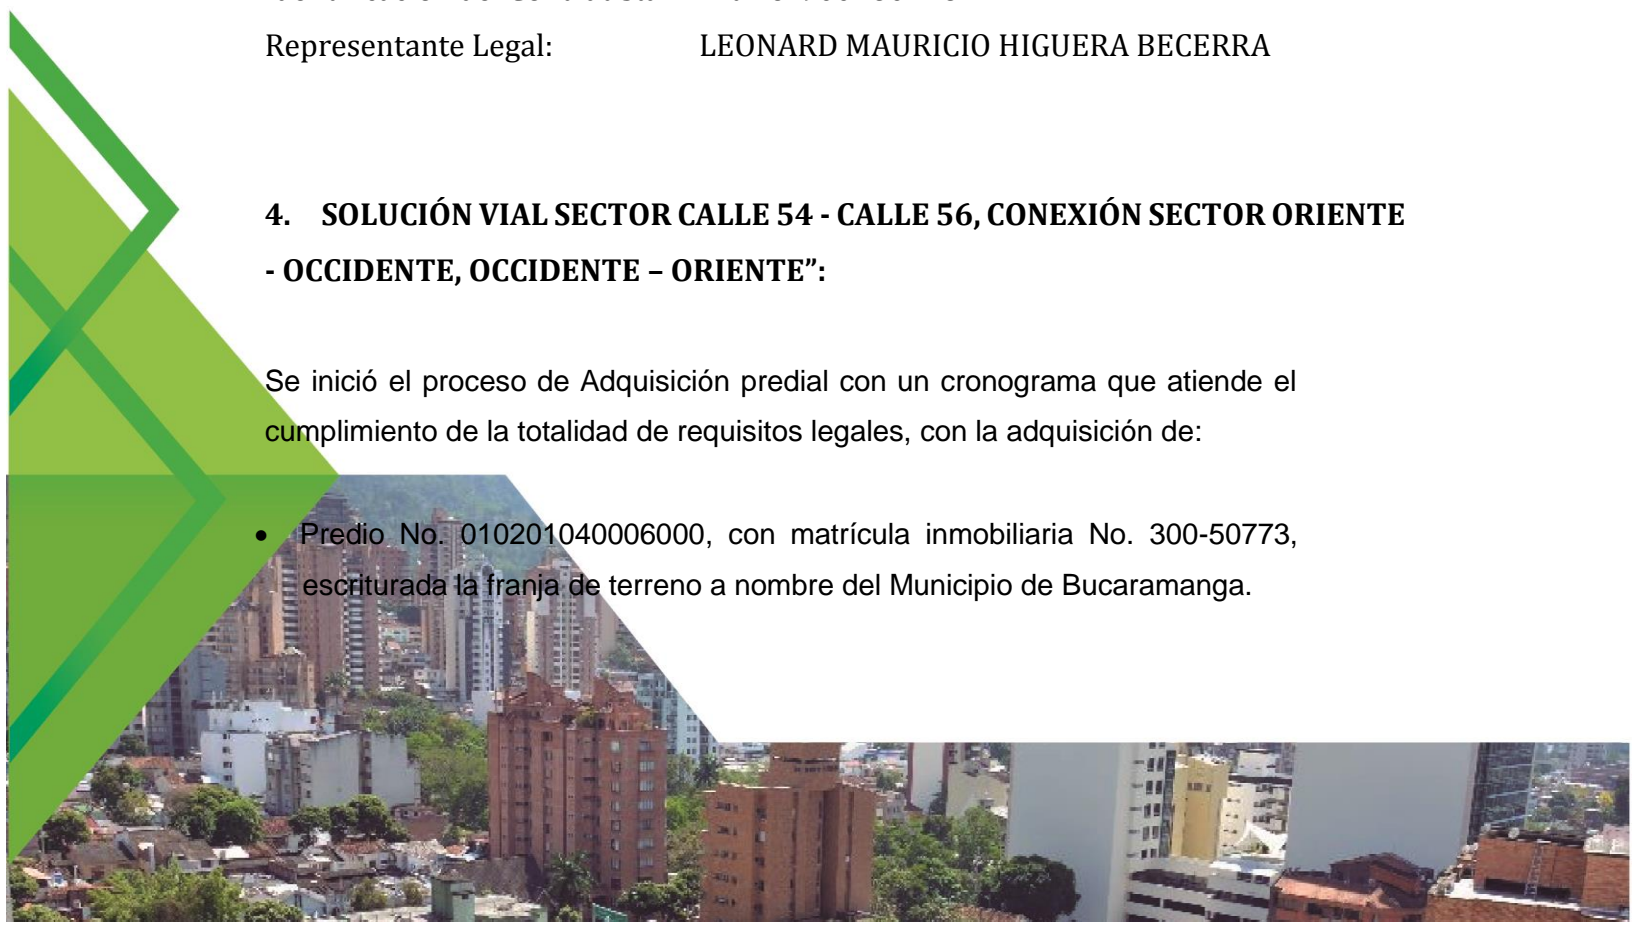 Representante Legal: LEONARD MAURICIO HIGUERA BECERRA
4. SOLUCIÓN VIAL SECTOR CALLE 54 - CALLE 56, CONEXIÓN SECTOR ORIENTE
- OCCIDENTE, OCCIDENTE – ORIENTE”:
Se inició el proceso de Adquisición predial con un cronograma que atiende el
cumplimiento de la totalidad de requisitos legales, con la adquisición de:
• Predio No. 010201040006000, con matrícula inmobiliaria No. 300-50773,
escriturada la franja de terreno a nombre del Municipio de Bucaramanga.